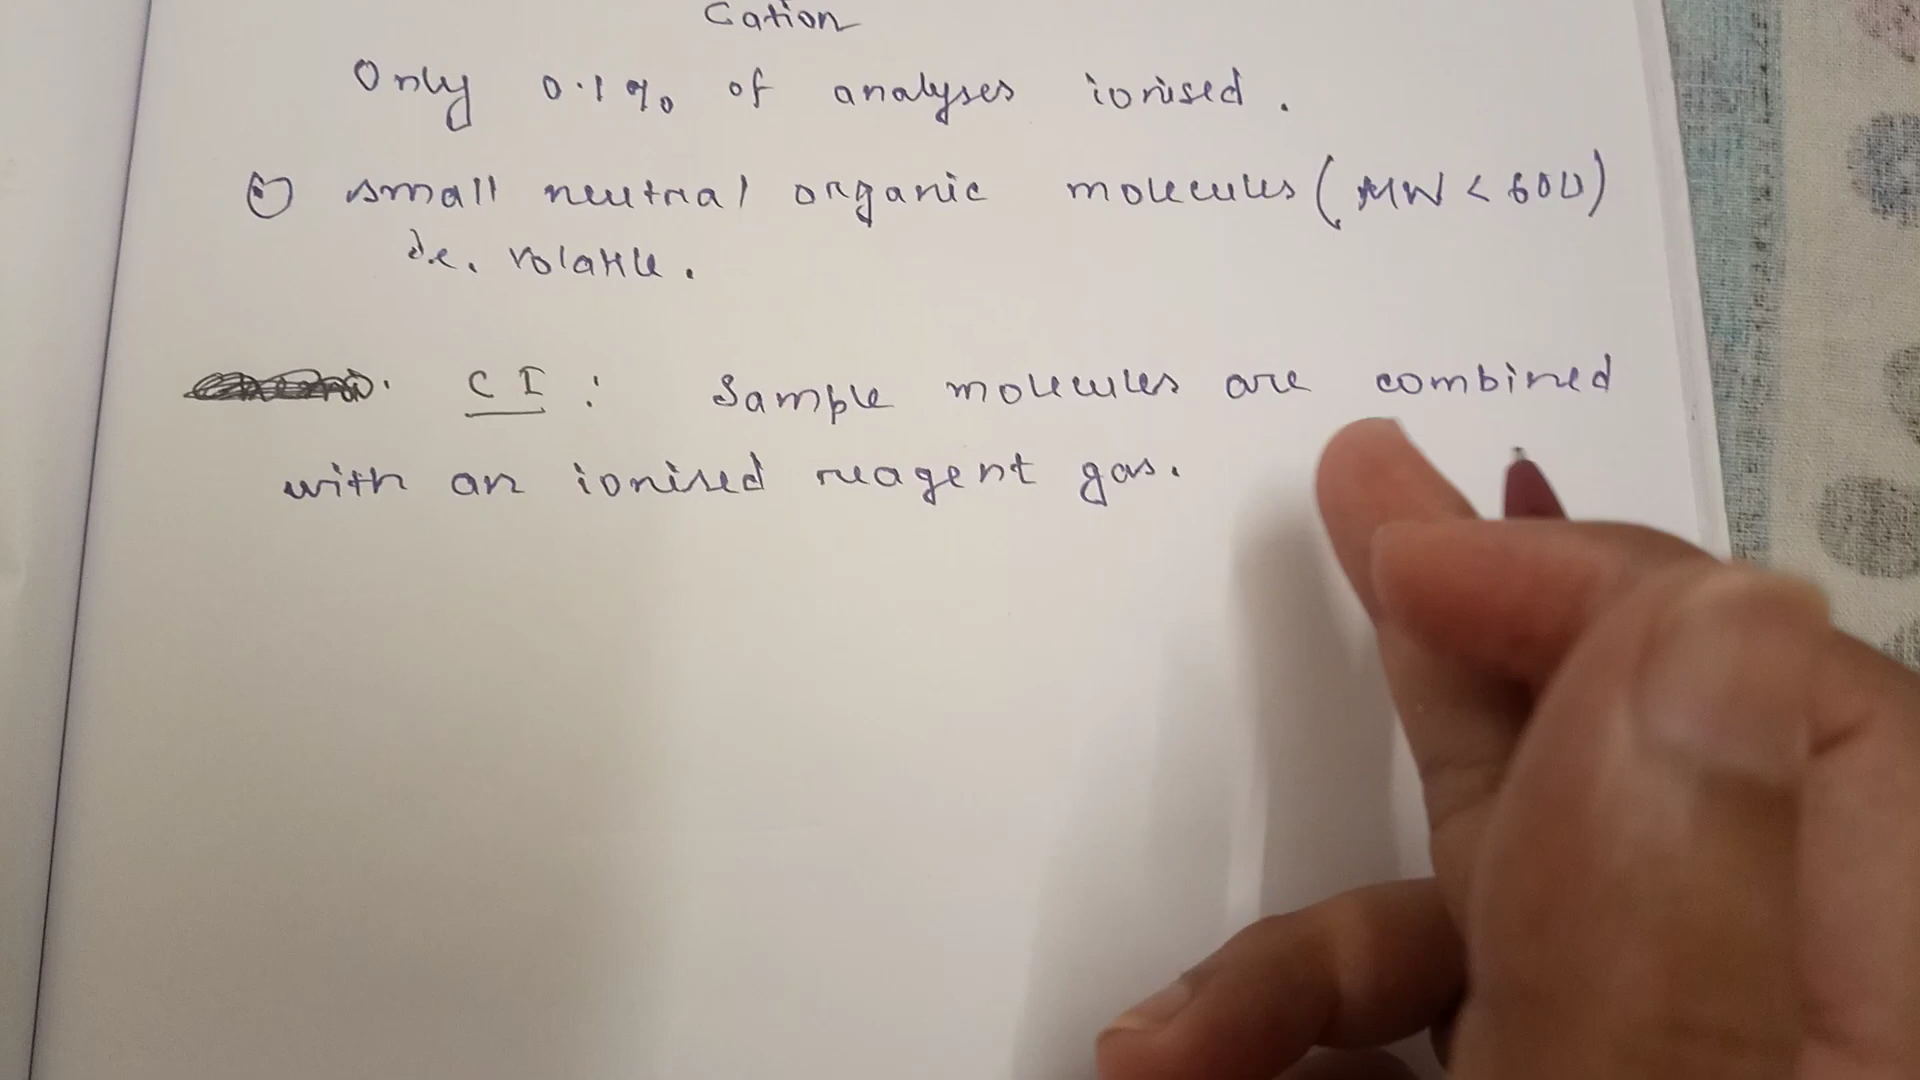 Cation
Only 0.1% of analyses ionised.
small neutral organic molecules (MW < 600)
i.e. volatile.
CI : Sample molecules are combined
with an ionised reagent gas.